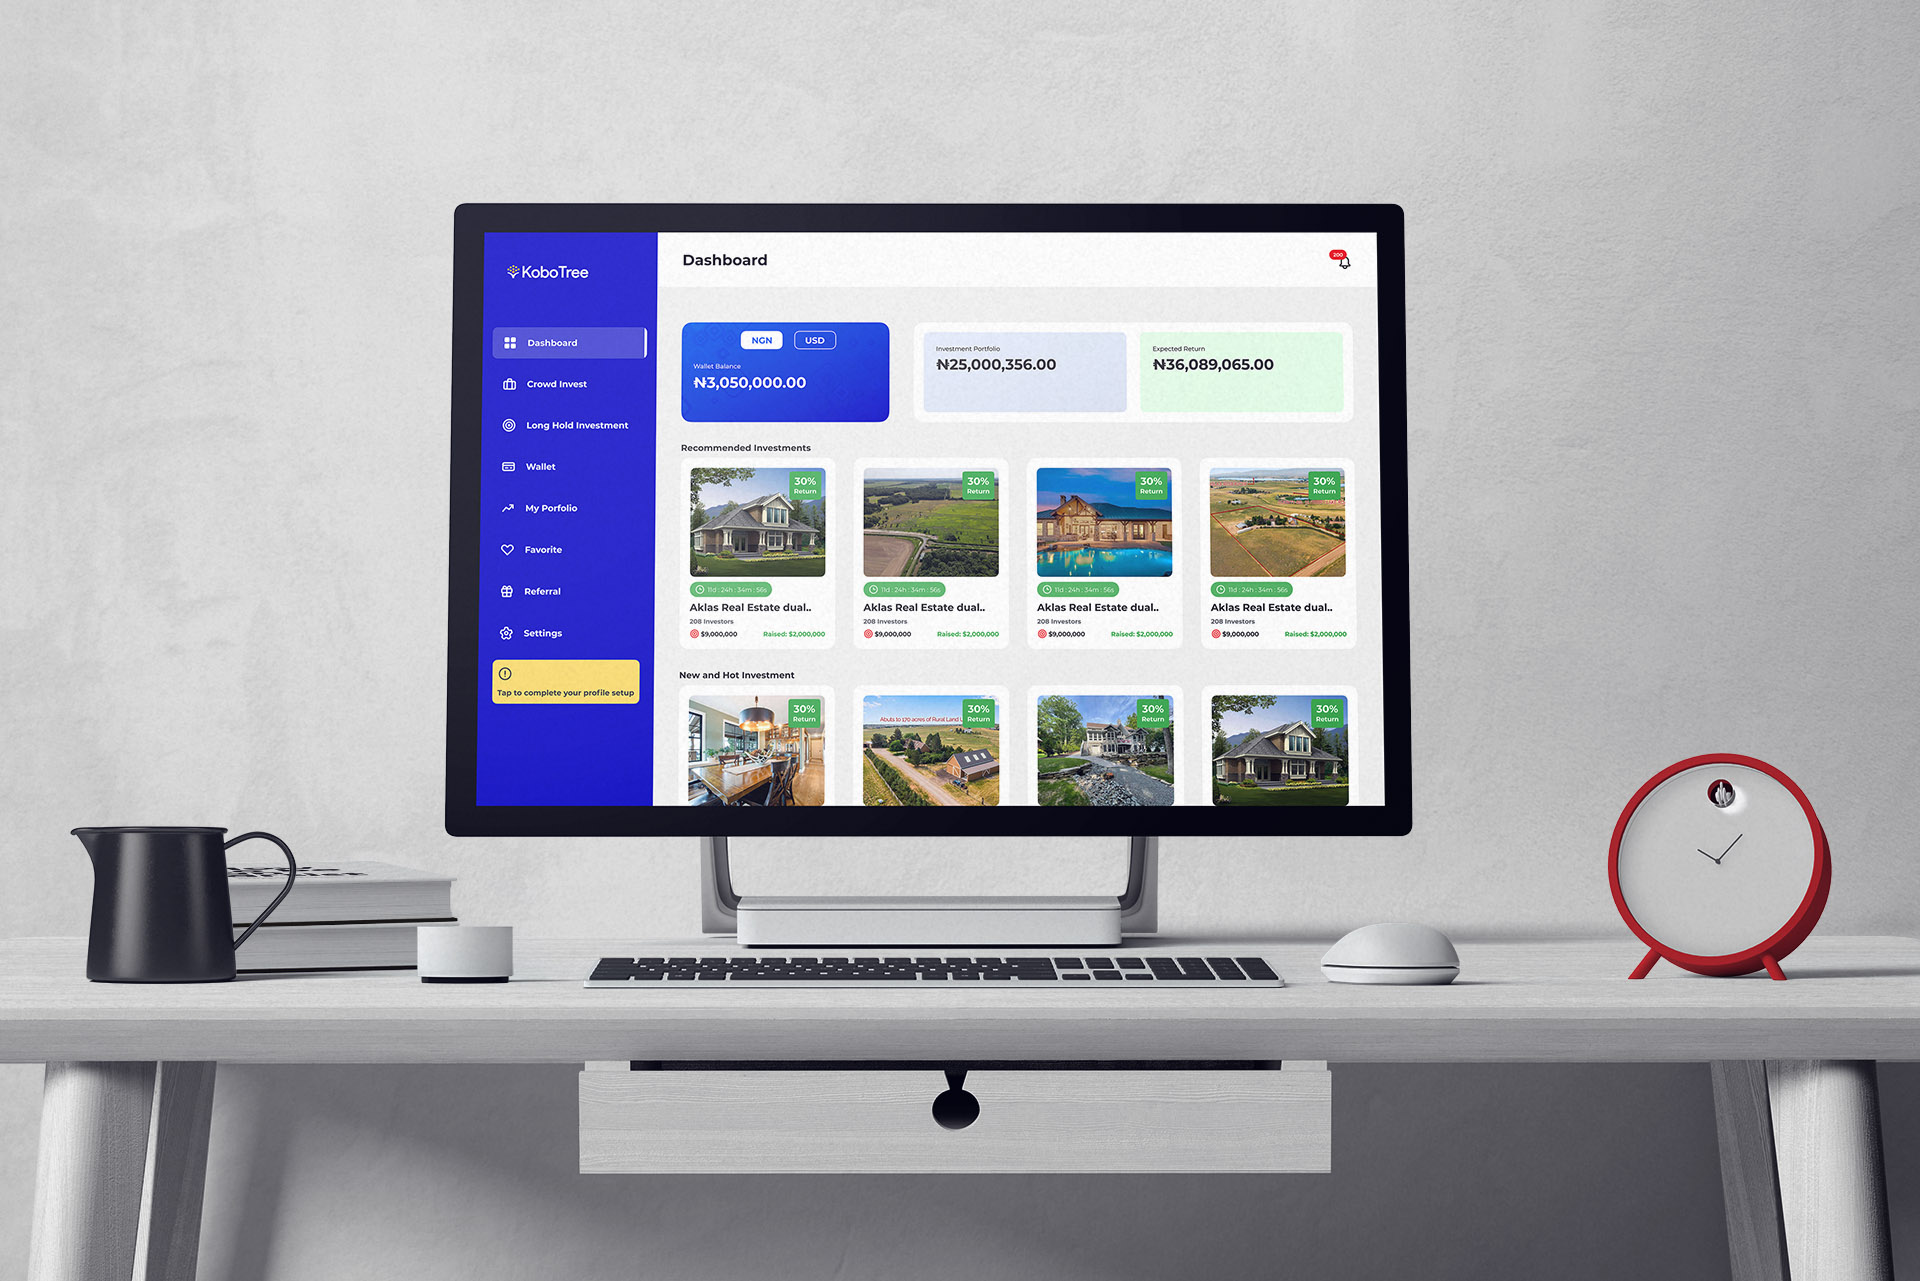 KoboTree
Dashboard
Crowd Invest
Long Hold Investment
Wallet
My Porfolio
Favorite
Referral
Settings
Tap to complete your profile setup
Dashboard
200
NGN USD
Wallet Balance
₦3,050,000.00
Investment Portfolio
₦25,000,356.00
Expected Return
₦36,089,065.00
Recommended Investments
30%
Return
11d : 24h : 34m : 56s
Aklas Real Estate dual..
208 Investors
$9,000,000 Raised: $2,000,000
30%
Return
11d : 24h : 34m : 56s
Aklas Real Estate dual..
208 Investors
$9,000,000 Raised: $2,000,000
30%
Return
11d : 24h : 34m : 56s
Aklas Real Estate dual..
208 Investors
$9,000,000 Raised: $2,000,000
30%
Return
11d : 24h : 34m : 56s
Aklas Real Estate dual..
208 Investors
$9,000,000 Raised: $2,000,000
New and Hot Investment
30%
Return
Abuts to 170 acres of Rural Land
30%
Return
30%
Return
30%
Return